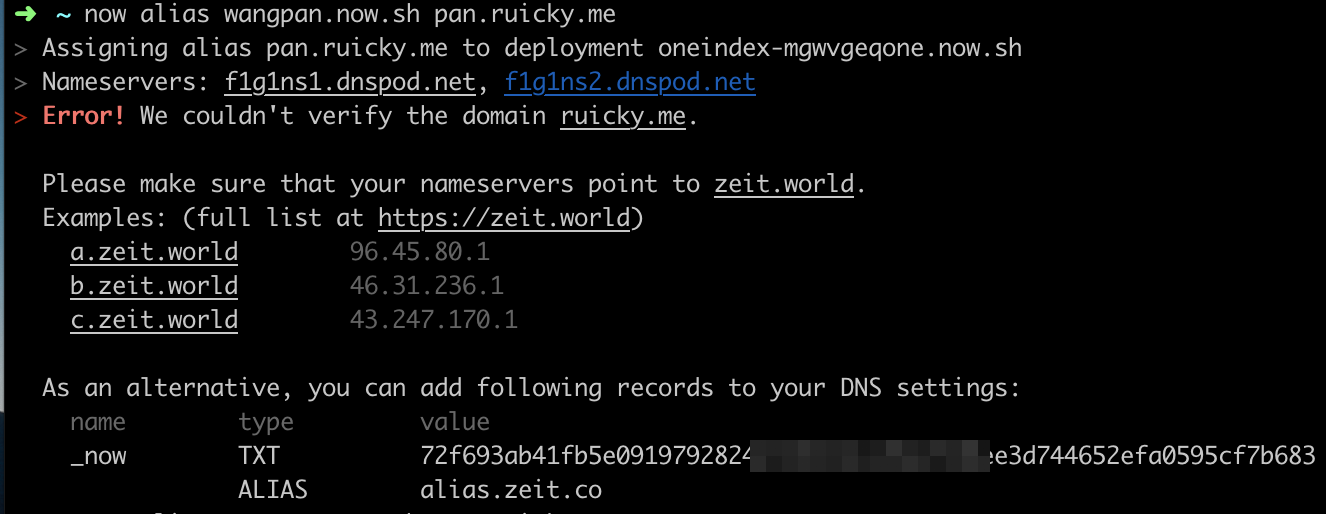 ➜ ~ now alias wangpan.now.sh pan.ruicky.me
> Assigning alias pan.ruicky.me to deployment oneindex-mgwvgeqone.now.sh
> Nameservers: f1g1ns1.dnspod.net, f1g1ns2.dnspod.net
> Error! We couldn't verify the domain ruicky.me.
Please make sure that your nameservers point to zeit.world.
Examples: (full list at https://zeit.world)
a.zeit.world 96.45.80.1
b.zeit.world 46.31.236.1
c.zeit.world 43.247.170.1
As an alternative, you can add following records to your DNS settings:
name type value
_now TXT 72f693ab41fb5e0919792824 ee3d744652efa0595cf7b683
ALIAS alias.zeit.co